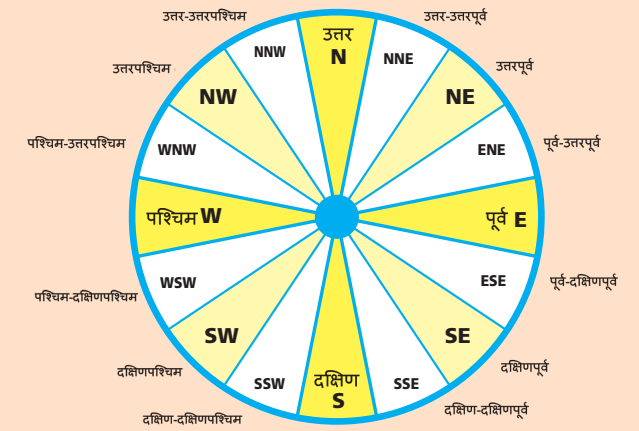 उत्तर-उत्तरपश्चिम
उत्तर-उत्तरपूर्व
उत्तर
N
NNW
NNE
उत्तरपश्चिम
उत्तरपूर्व
NW
NE
पश्चिम-उत्तरपश्चिम
WNW
ENE
पूर्व-उत्तरपूर्व
पश्चिम W
पूर्व E
WSW
ESE
पूर्व-दक्षिणपूर्व
पश्चिम-दक्षिणपश्चिम
SW
SE
दक्षिणपश्चिम
दक्षिणपूर्व
SSW
दक्षिण
S
SSE
दक्षिण-दक्षिणपश्चिम
दक्षिण-दक्षिणपूर्व